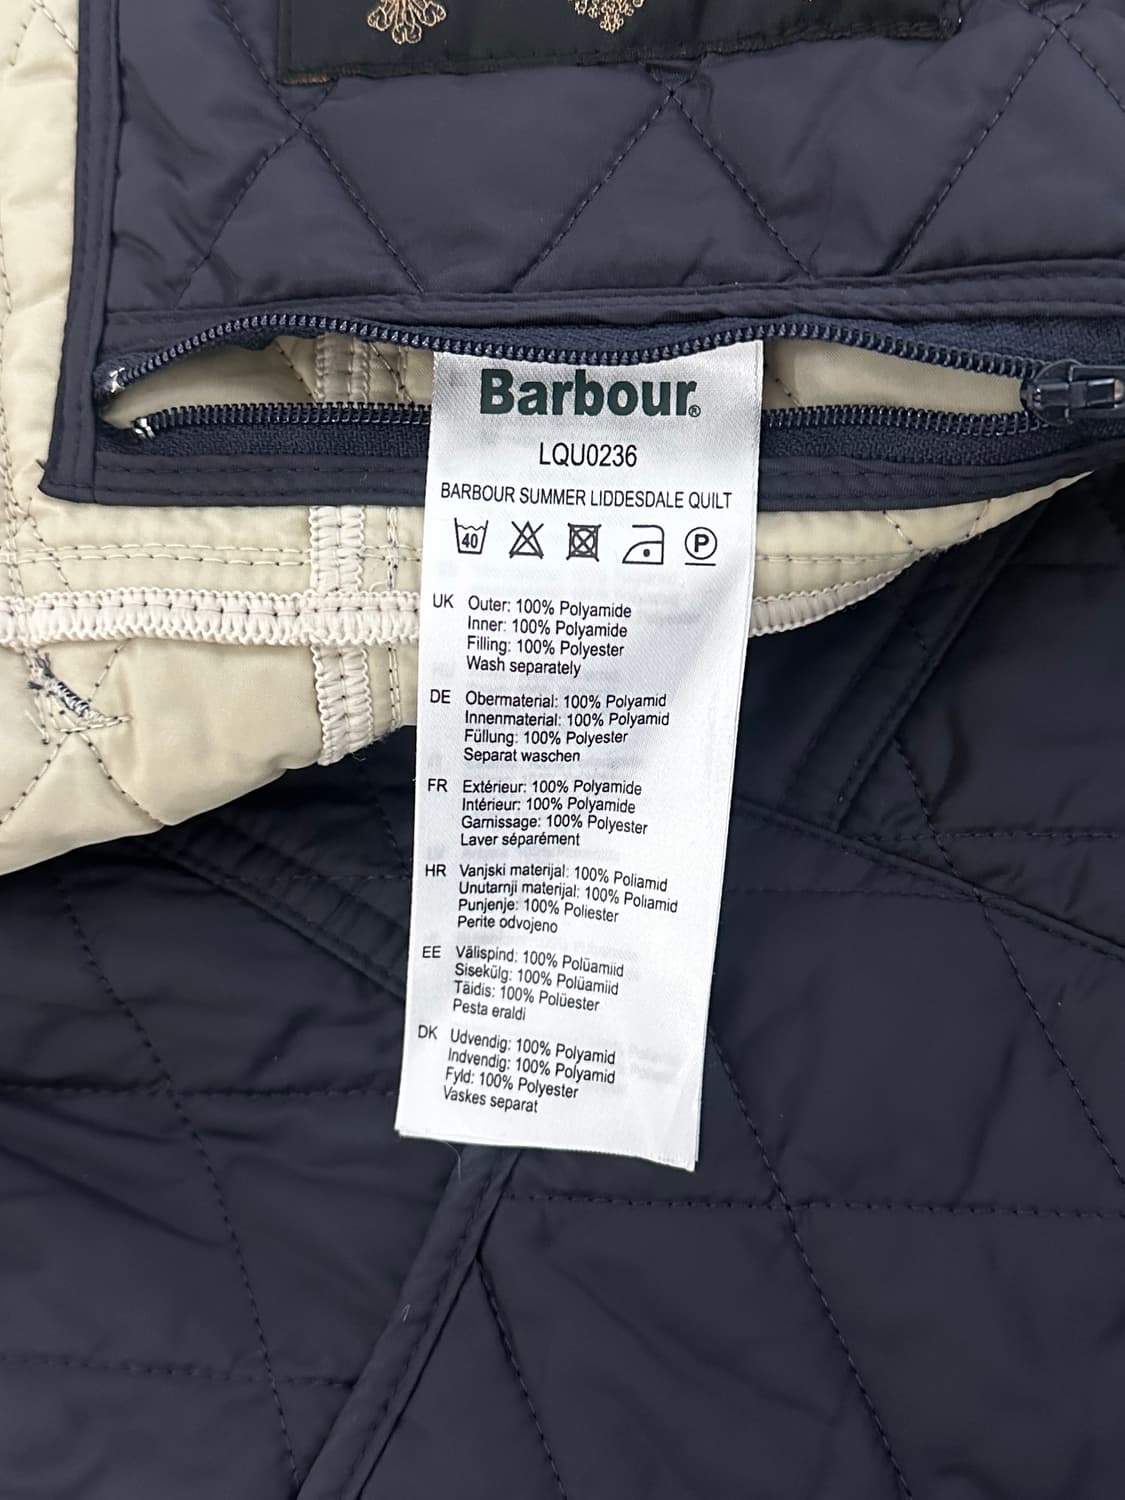 Barbour®
LQU0236
BARBOUR SUMMER LIDDESDALE QUILT
40 P
UK Outer: 100% Polyamide
Inner: 100% Polyamide
Filling: 100% Polyester
Wash separately
DE Obermaterial: 100% Polyamid
Innenmaterial: 100% Polyamid
Füllung: 100% Polyester
Separat waschen
FR Extérieur: 100% Polyamide
Intérieur: 100% Polyamide
Garnissage: 100% Polyester
Laver séparément
HR Vanjski materijal: 100% Poliamid
Unutarnji materijal: 100% Poliamid
Punjenje: 100% Poliester
Perite odvojeno
EE Välispind: 100% Polüamiid
Sisekülg: 100% Polüamiid
Täidis: 100% Polüester
Pesta eraldi
DK Udvendig: 100% Polyamid
Indvendig: 100% Polyamid
Fyld: 100% Polyester
Vaskes separat